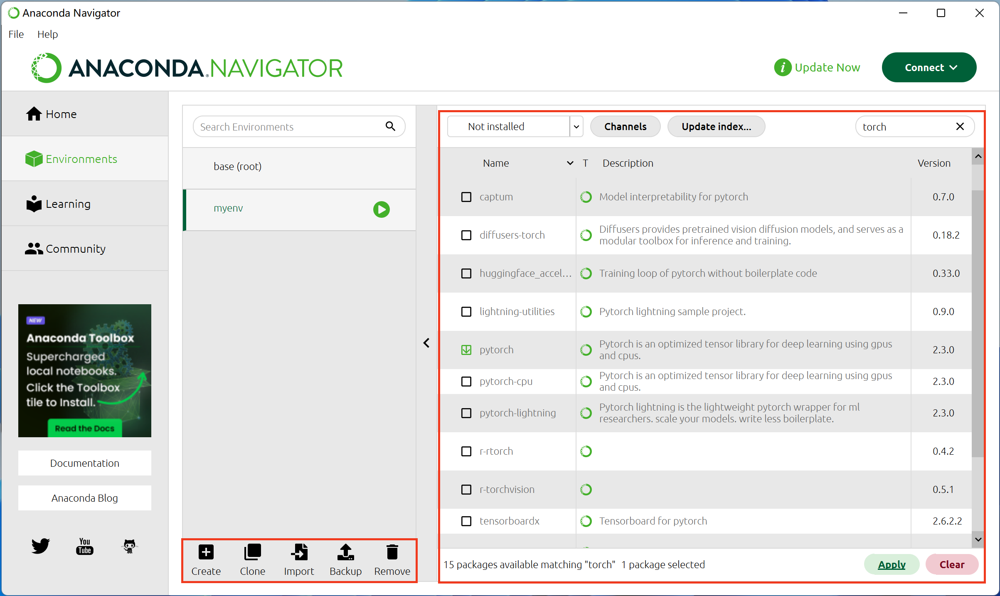 Anaconda Navigator
File Help
ANACONDA.NAVIGATOR
i Update Now
Connect
Home
Environments
Learning
Community
NEW
Anaconda Toolbox
Supercharged
local notebooks.
Click the Toolbox
tile to Install.
Read the Docs
Documentation
Anaconda Blog
You
Tube
Search Environments
base (root)
myenv
Create Clone Import Backup Remove
Not installed Channels Update index... torch
Name T Description Version
captum Model interpretability for pytorch 0.7.0
diffusers-torch Diffusers provides pretrained vision diffusion models, and serves as a
modular toolbox for inference and training. 0.18.2
huggingface_accel... Training loop of pytorch without boilerplate code 0.33.0
lightning-utilities Pytorch lightning sample project. 0.9.0
pytorch Pytorch is an optimized tensor library for deep learning using gpus
and cpus. 2.3.0
pytorch-cpu Pytorch is an optimized tensor library for deep learning using gpus
and cpus. 2.3.0
pytorch-lightning Pytorch lightning is the lightweight pytorch wrapper for ml
researchers. scale your models. write less boilerplate. 2.3.0
r-rtorch 0.4.2
r-torchvision 0.5.1
tensorboardx Tensorboard for pytorch 2.6.2.2
15 packages available matching "torch" 1 package selected
Apply Clear